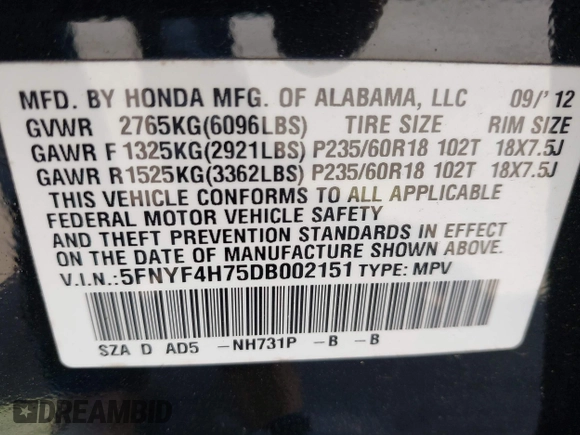 MFD. BY HONDA MFG. OF ALABAMA, LLC 09/'12
GVWR 2765KG(6096LBS) TIRE SIZE RIM SIZE
GAWR F 1325KG(2921LBS) P235/60R18 102T 18X7.5J
GAWR R 1525KG(3362LBS) P235/60R18 102T 18X7.5J
THIS VEHICLE CONFORMS TO ALL APPLICABLE
FEDERAL MOTOR VEHICLE SAFETY
AND THEFT PREVENTION STANDARDS IN EFFECT
ON THE DATE OF MANUFACTURE SHOWN ABOVE.
V.I.N.: 5FNYF4H75DB002151 TYPE: MPV
SZA D AD5 -NH731P -B -B
DREAMBID